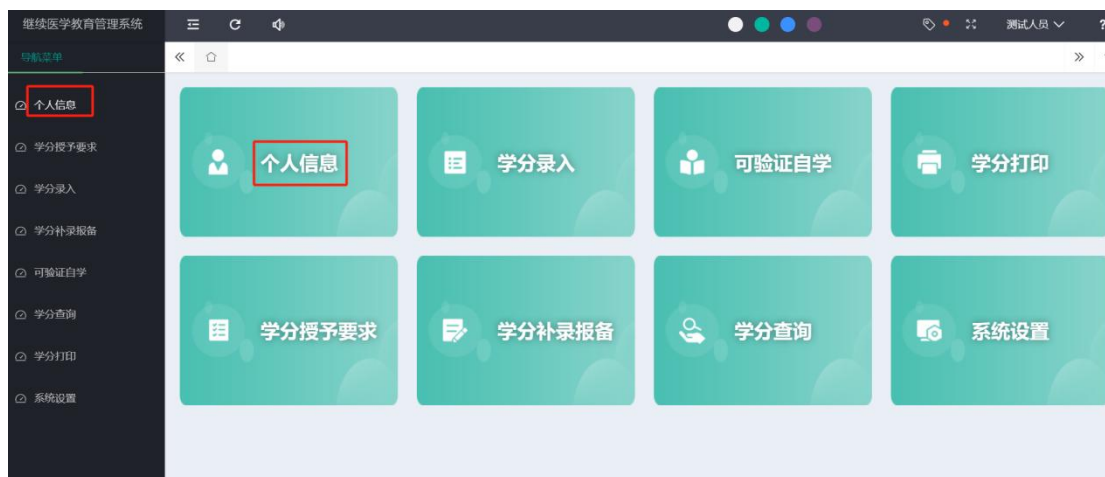 继续医学教育管理系统
测试人员
?
导航菜单
个人信息
学分授予要求
学分录入
学分补录报备
可验证自学
学分查询
学分打印
系统设置
个人信息
学分录入
可验证自学
学分打印
学分授予要求
学分补录报备
学分查询
系统设置